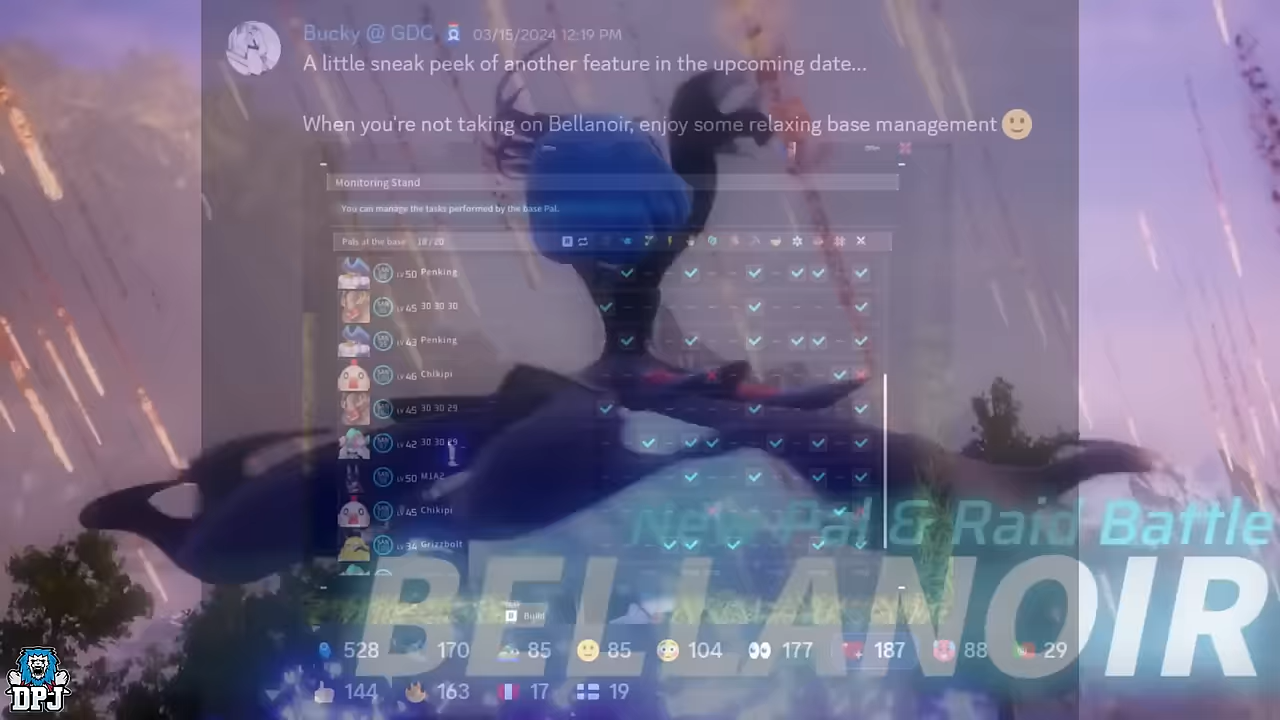 Bucky @ GDC 03/15/2024 12:19 PM
A little sneak peek of another feature in the upcoming date...
When you're not taking on Bellanoir, enjoy some relaxing base management
Monitoring Stand
You can manage the tasks performed by the base Pal.
Pals at the base 18 / 20
LV 50 Penking
LV 45 30 30 30
LV 43 Penking
LV 46 Chikipi
LV 45 30 30 29
LV 42 30 30 29
LV 50 M1A2
LV 45 Chikipi
LV 34 Grizzbolt
New Pal & Raid Battle
BELLANOIR
Build
528 170 85 85 104 177 187 88 29
144 163 17 19
DPJ